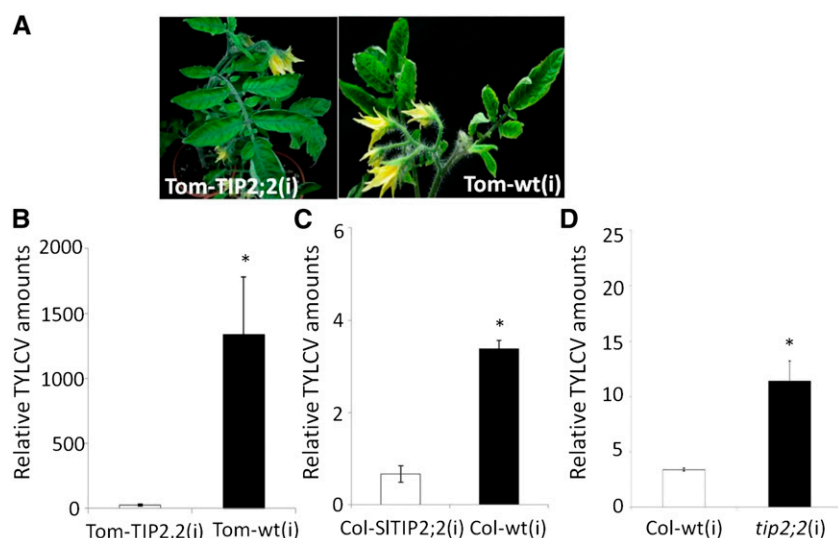 A
Tom-TIP2;2(i)
Tom-wt(i)
B
Relative TYLCV amounts
2000
1500
1000
500
0
*
Tom-TIP2.2(i)
Tom-wt(i)
C
Relative TYLCV amounts
6
4
2
0
*
Col-SlTIP2;2(i)
Col-wt(i)
D
Relative TYLCV amounts
25
20
15
10
5
0
*
Col-wt(i)
tip2;2(i)